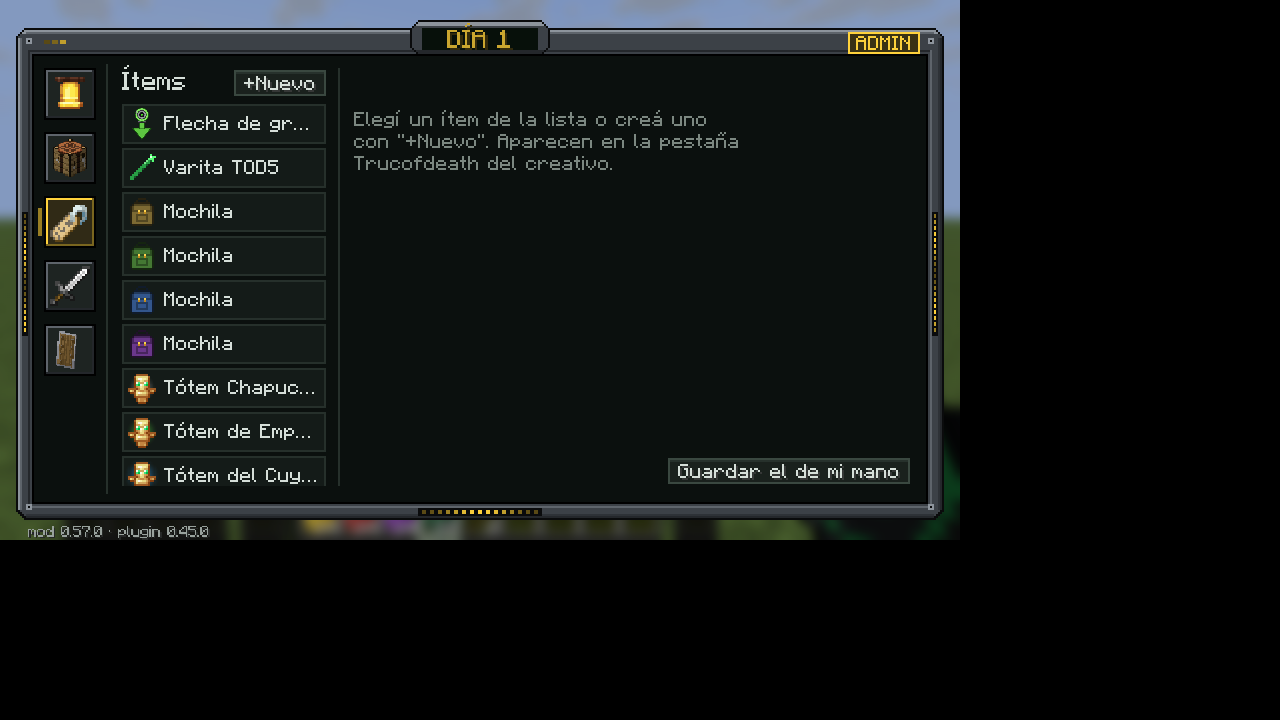 DÍA 1
ADMIN
Ítems
+Nuevo
Flecha de gr...
Varita TOD5
Mochila
Mochila
Mochila
Mochila
Tótem Chapuc...
Tótem de Emp...
Tótem del Cuy...
Elegí un ítem de la lista o creá uno
con "+Nuevo". Aparecen en la pestaña
Trucofdeath del creativo.
Guardar el de mi mano
mod 0.57.0 · plugin 0.45.0